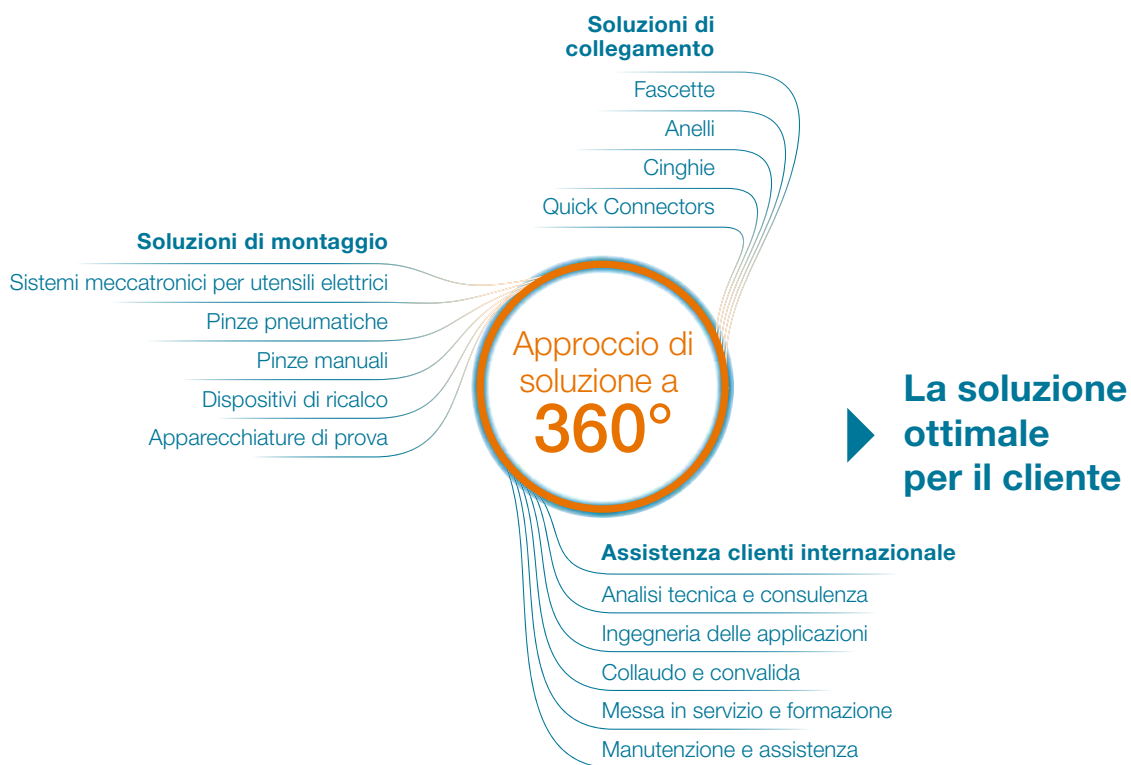 Soluzioni di
collegamento
Fascette
Anelli
Cinghie
Quick Connectors
Soluzioni di montaggio
Sistemi meccatronici per utensili elettrici
Pinze pneumatiche
Pinze manuali
Dispositivi di ricalco
Apparecchiature di prova
Approccio di
soluzione a
360°
La soluzione
ottimale
per il cliente
Assistenza clienti internazionale
Analisi tecnica e consulenza
Ingegneria delle applicazioni
Collaudo e convalida
Messa in servizio e formazione
Manutenzione e assistenza